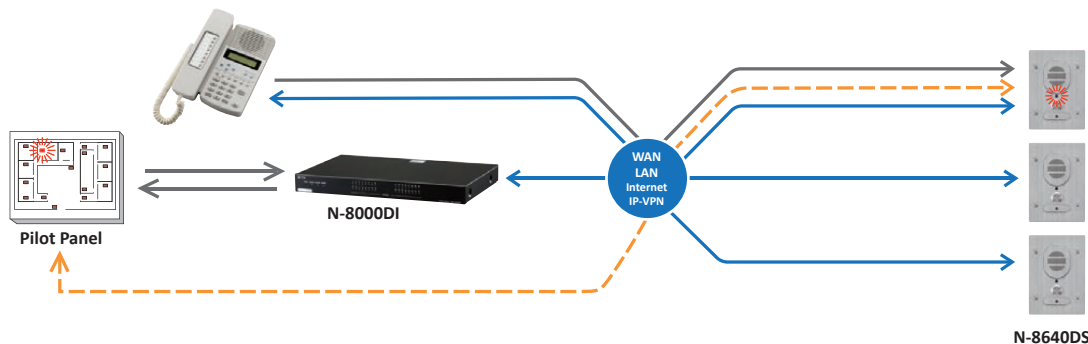 WAN
LAN
Internet
IP-VPN
N-8000DI
Pilot Panel
N-8640DS